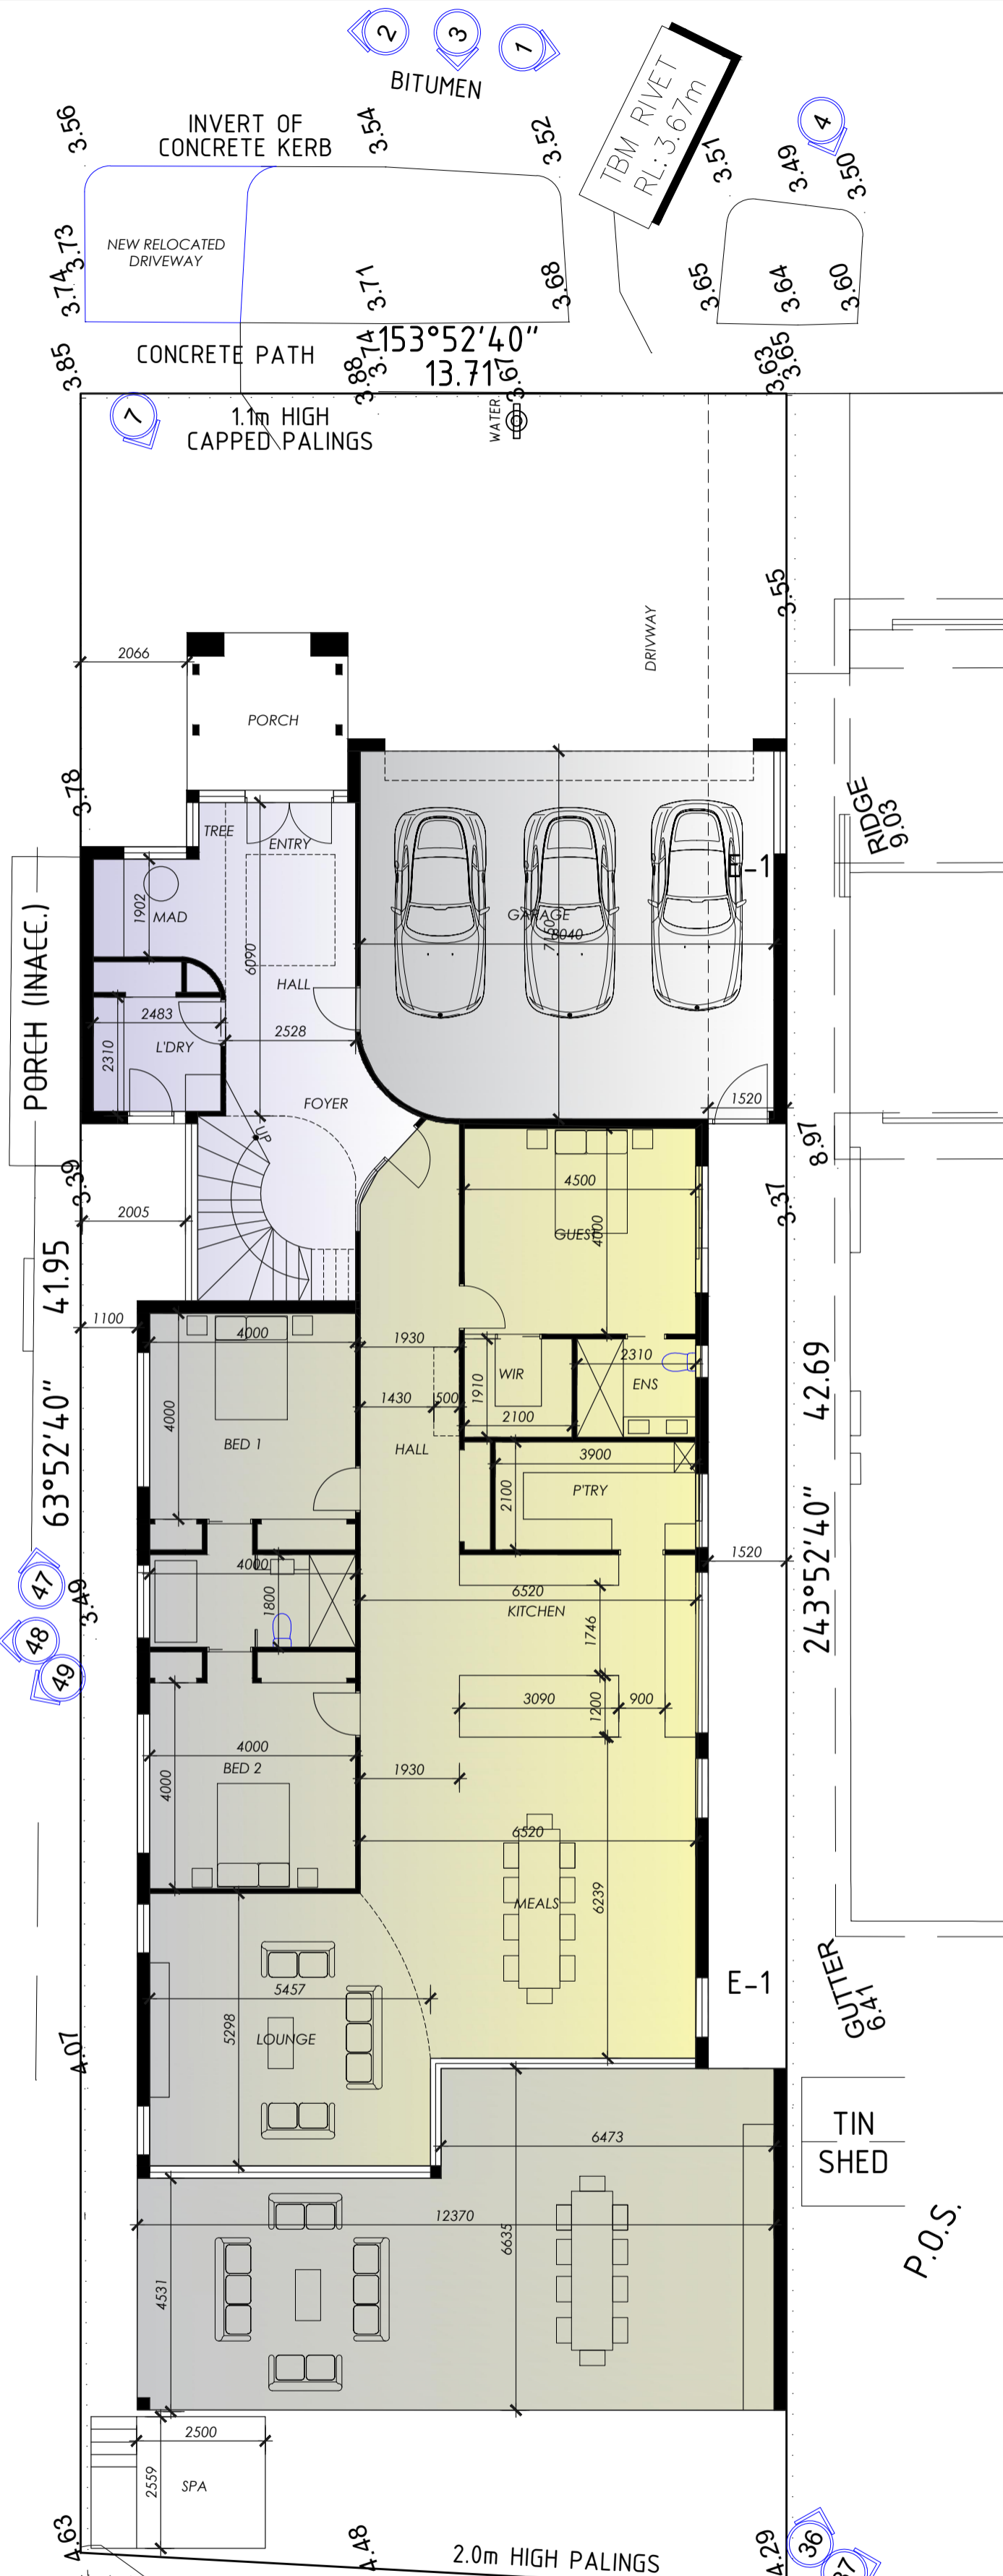 2
3
1
BITUMEN
TBM RIVET
RL: 3.67m
4
3.56
INVERT OF
CONCRETE KERB
3.54
3.52
3.51
3.49
3.50
NEW RELOCATED
DRIVEWAY
3.74
3.73
3.71
3.68
3.65
3.64
3.60
3.85
CONCRETE PATH
3.88
3.74
153°52'40"
13.71
3.67
3.63
3.65
7
1.1m HIGH
CAPPED PALINGS
WATER
3.55
DRIVWAY
2066
PORCH
3.78
TREE
ENTRY
RIDGE
9.03
E-1
1902
MAD
GARAGE
8040
7150
6090
HALL
PORCH (INACC.)
2483
2310
L'DRY
2528
FOYER
1520
UP
8.97
3.39
2005
4500
GUEST
4000
3.37
63°52'40"
41.95
1100
4000
1930
2310
WIR
1910
ENS
4000
1430
500
2100
BED 1
HALL
243°52'40"
42.69
3900
P'TRY
2100
1520
47
3.49
48
49
4000
1800
6520
KITCHEN
1746
3090
1200
900
4000
BED 2
4000
1930
6520
MEALS
6239
E-1
GUTTER
6.41
5457
5298
LOUNGE
4.07
TIN
SHED
6473
12370
6635
4531
P.O.S.
2500
2559
SPA
4.63
4.48
2.0m HIGH PALINGS
4.29
36
37